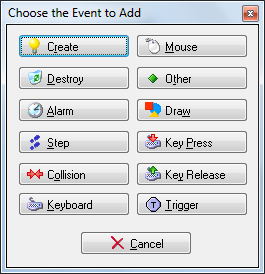 Choose the Event to Add
Create
Mouse
Destroy
Other
Alarm
Draw
Step
Key Press
Collision
Key Release
Keyboard
T
Trigger
Cancel